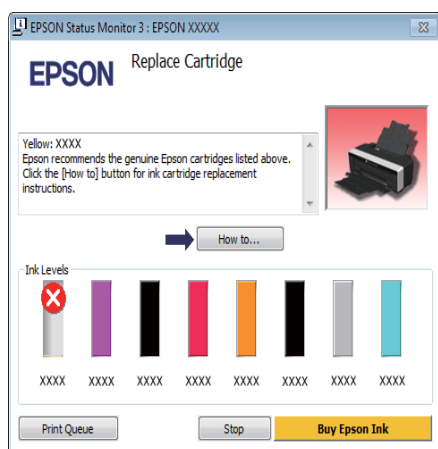 EPSON Status Monitor 3 : EPSON XXXXX
EPSON
Replace Cartridge
Yellow: XXXX
Epson recommends the genuine Epson cartridges listed above.
Click the [How to] button for ink cartridge replacement
instructions.
How to...
Ink Levels
XXXX XXXX XXXX XXXX XXXX XXXX XXXX XXXX
Print Queue Stop Buy Epson Ink